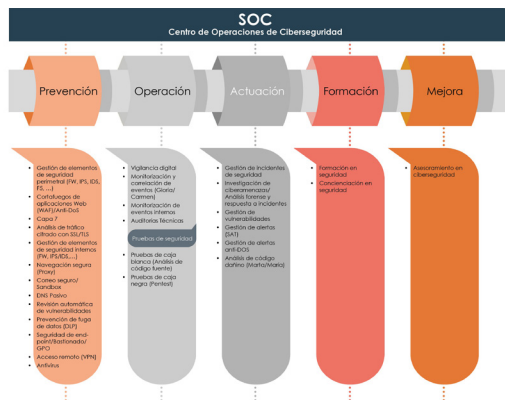 SOC
Centro de Operaciones de Ciberseguridad
Prevención
Operación
Actuación
Formación
Mejora
• Gestión de elementos
de seguridad
perimetral (FW, IPS, IDS,
FS, ...)
• Cortafuegos de
aplicaciones Web
(WAF)/Anti-DoS
• Capa 7
• Análisis de tráfico
cifrado con SSL/TLS
• Gestión de elementos
de seguridad internos
(FW, IPS/IDS,...)
• Navegación segura
(Proxy)
• Correo seguro/
Sandbox
• DNS Pasivo
• Revisión automática
de vulnerabilidades
• Prevención de fuga
de datos (DLP)
• Seguridad de end-
point/Bastionado/
GPO
• Acceso remoto (VPN)
• Antivirus
• Vigilancia digital
• Monitorización y
correlación de
eventos (Gloria/
Carmen)
• Monitorización de
eventos internos
• Auditorías Técnicas
Pruebas de seguridad
• Pruebas de caja
blanca (Análisis de
código fuente)
• Pruebas de caja
negra (Pentest)
• Gestión de incidentes
de seguridad
• Investigación de
ciberamenazas/
Análisis forense y
respuesta a incidentes
• Gestión de
vulnerabilidades
• Gestión de alertas
(SAT)
• Gestión de alertas
anti-DOS
• Análisis de código
dañino (Marta/María)
• Formación en
seguridad
• Concienciación en
seguridad
• Asesoramiento en
ciberseguridad